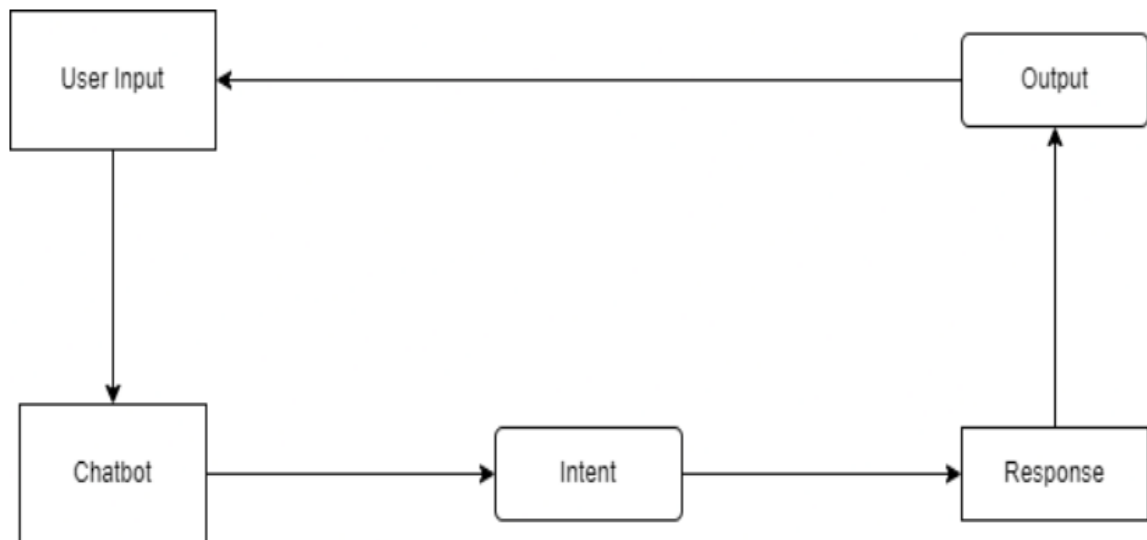 User Input
Output
Chatbot
Intent
Response